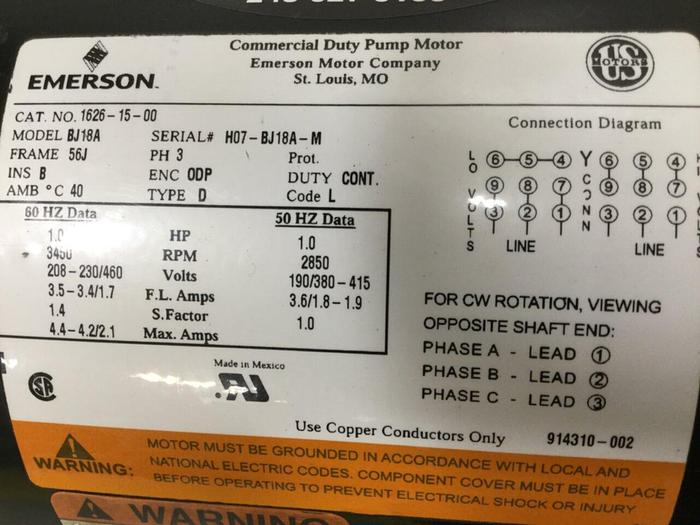 Commercial Duty Pump Motor
Emerson Motor Company
St. Louis, MO
EMERSON.
US
MOTORS
CAT. NO. 1626-15-00
MODEL BJ18A SERIAL# H07-BJ18A-M
FRAME 56J PH 3 Prot.
INS B ENC ODP DUTY CONT.
AMB °C 40 TYPE D Code L
60 HZ Data 50 HZ Data
1.0 HP 1.0
3450 RPM 2850
208-230/460 Volts 190/380-415
3.5-3.4/1.7 F.L. Amps 3.6/1.8-1.9
1.4 S.Factor 1.0
4.4-4.2/2.1 Max. Amps
Connection Diagram
LO VOLTS
6 5 4
9 8 7
3 2 1
LINE
Y CONN
6 5 4
9 8 7
3 2 1
LINE
FOR CW ROTATION, VIEWING
OPPOSITE SHAFT END:
PHASE A - LEAD 1
PHASE B - LEAD 2
PHASE C - LEAD 3
Made in Mexico
Use Copper Conductors Only 914310-002
WARNING: MOTOR MUST BE GROUNDED IN ACCORDANCE WITH LOCAL AND
NATIONAL ELECTRIC CODES. COMPONENT COVER MUST BE IN PLACE
BEFORE OPERATING TO PREVENT ELECTRICAL SHOCK OR INJURY
WARNING